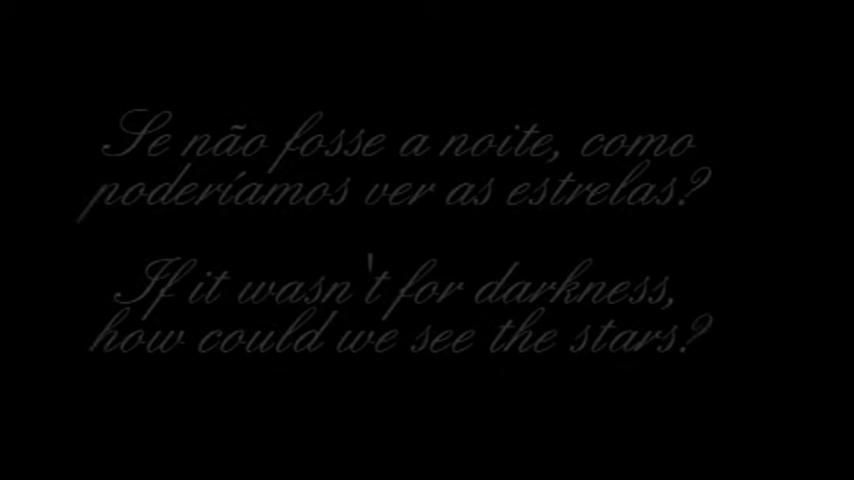 Se não fosse a noite, como
poderíamos ver as estrelas?
If it wasn`t for darkness,
how could we see the stars?